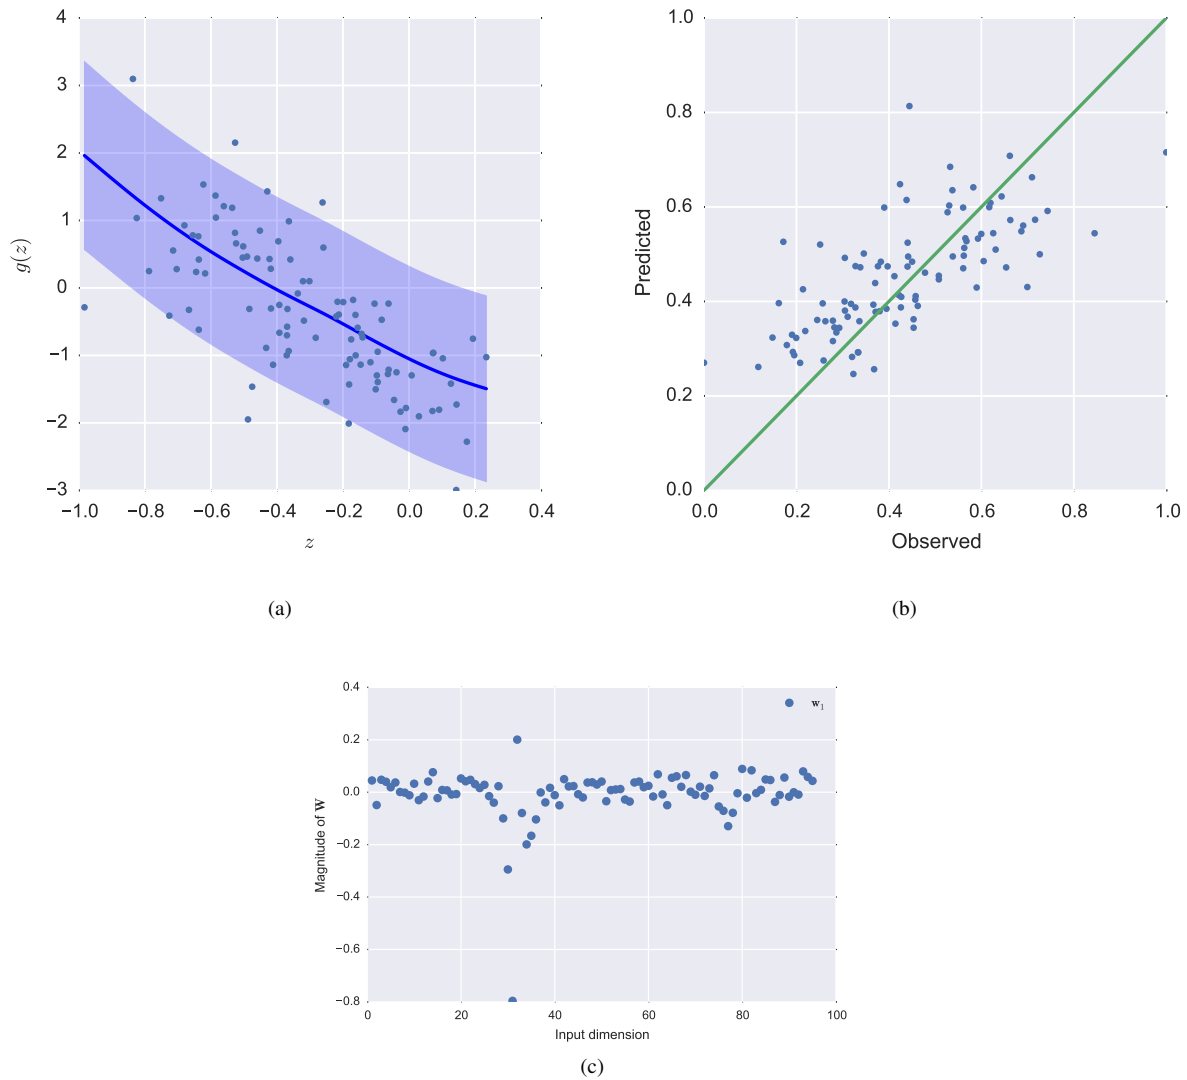 4
3
2
1
0
−1
−2
−3
g(z)
−1.0 −0.8 −0.6 −0.4 −0.2 0.0 0.2 0.4
z
(a)
1.0
0.8
0.6
0.4
0.2
0.0
Predicted
0.0 0.2 0.4 0.6 0.8 1.0
Observed
(b)
0.4
0.2
0.0
−0.2
−0.4
−0.6
−0.8
Magnitude of W
w₁
0 20 40 60 80 100
Input dimension
(c)